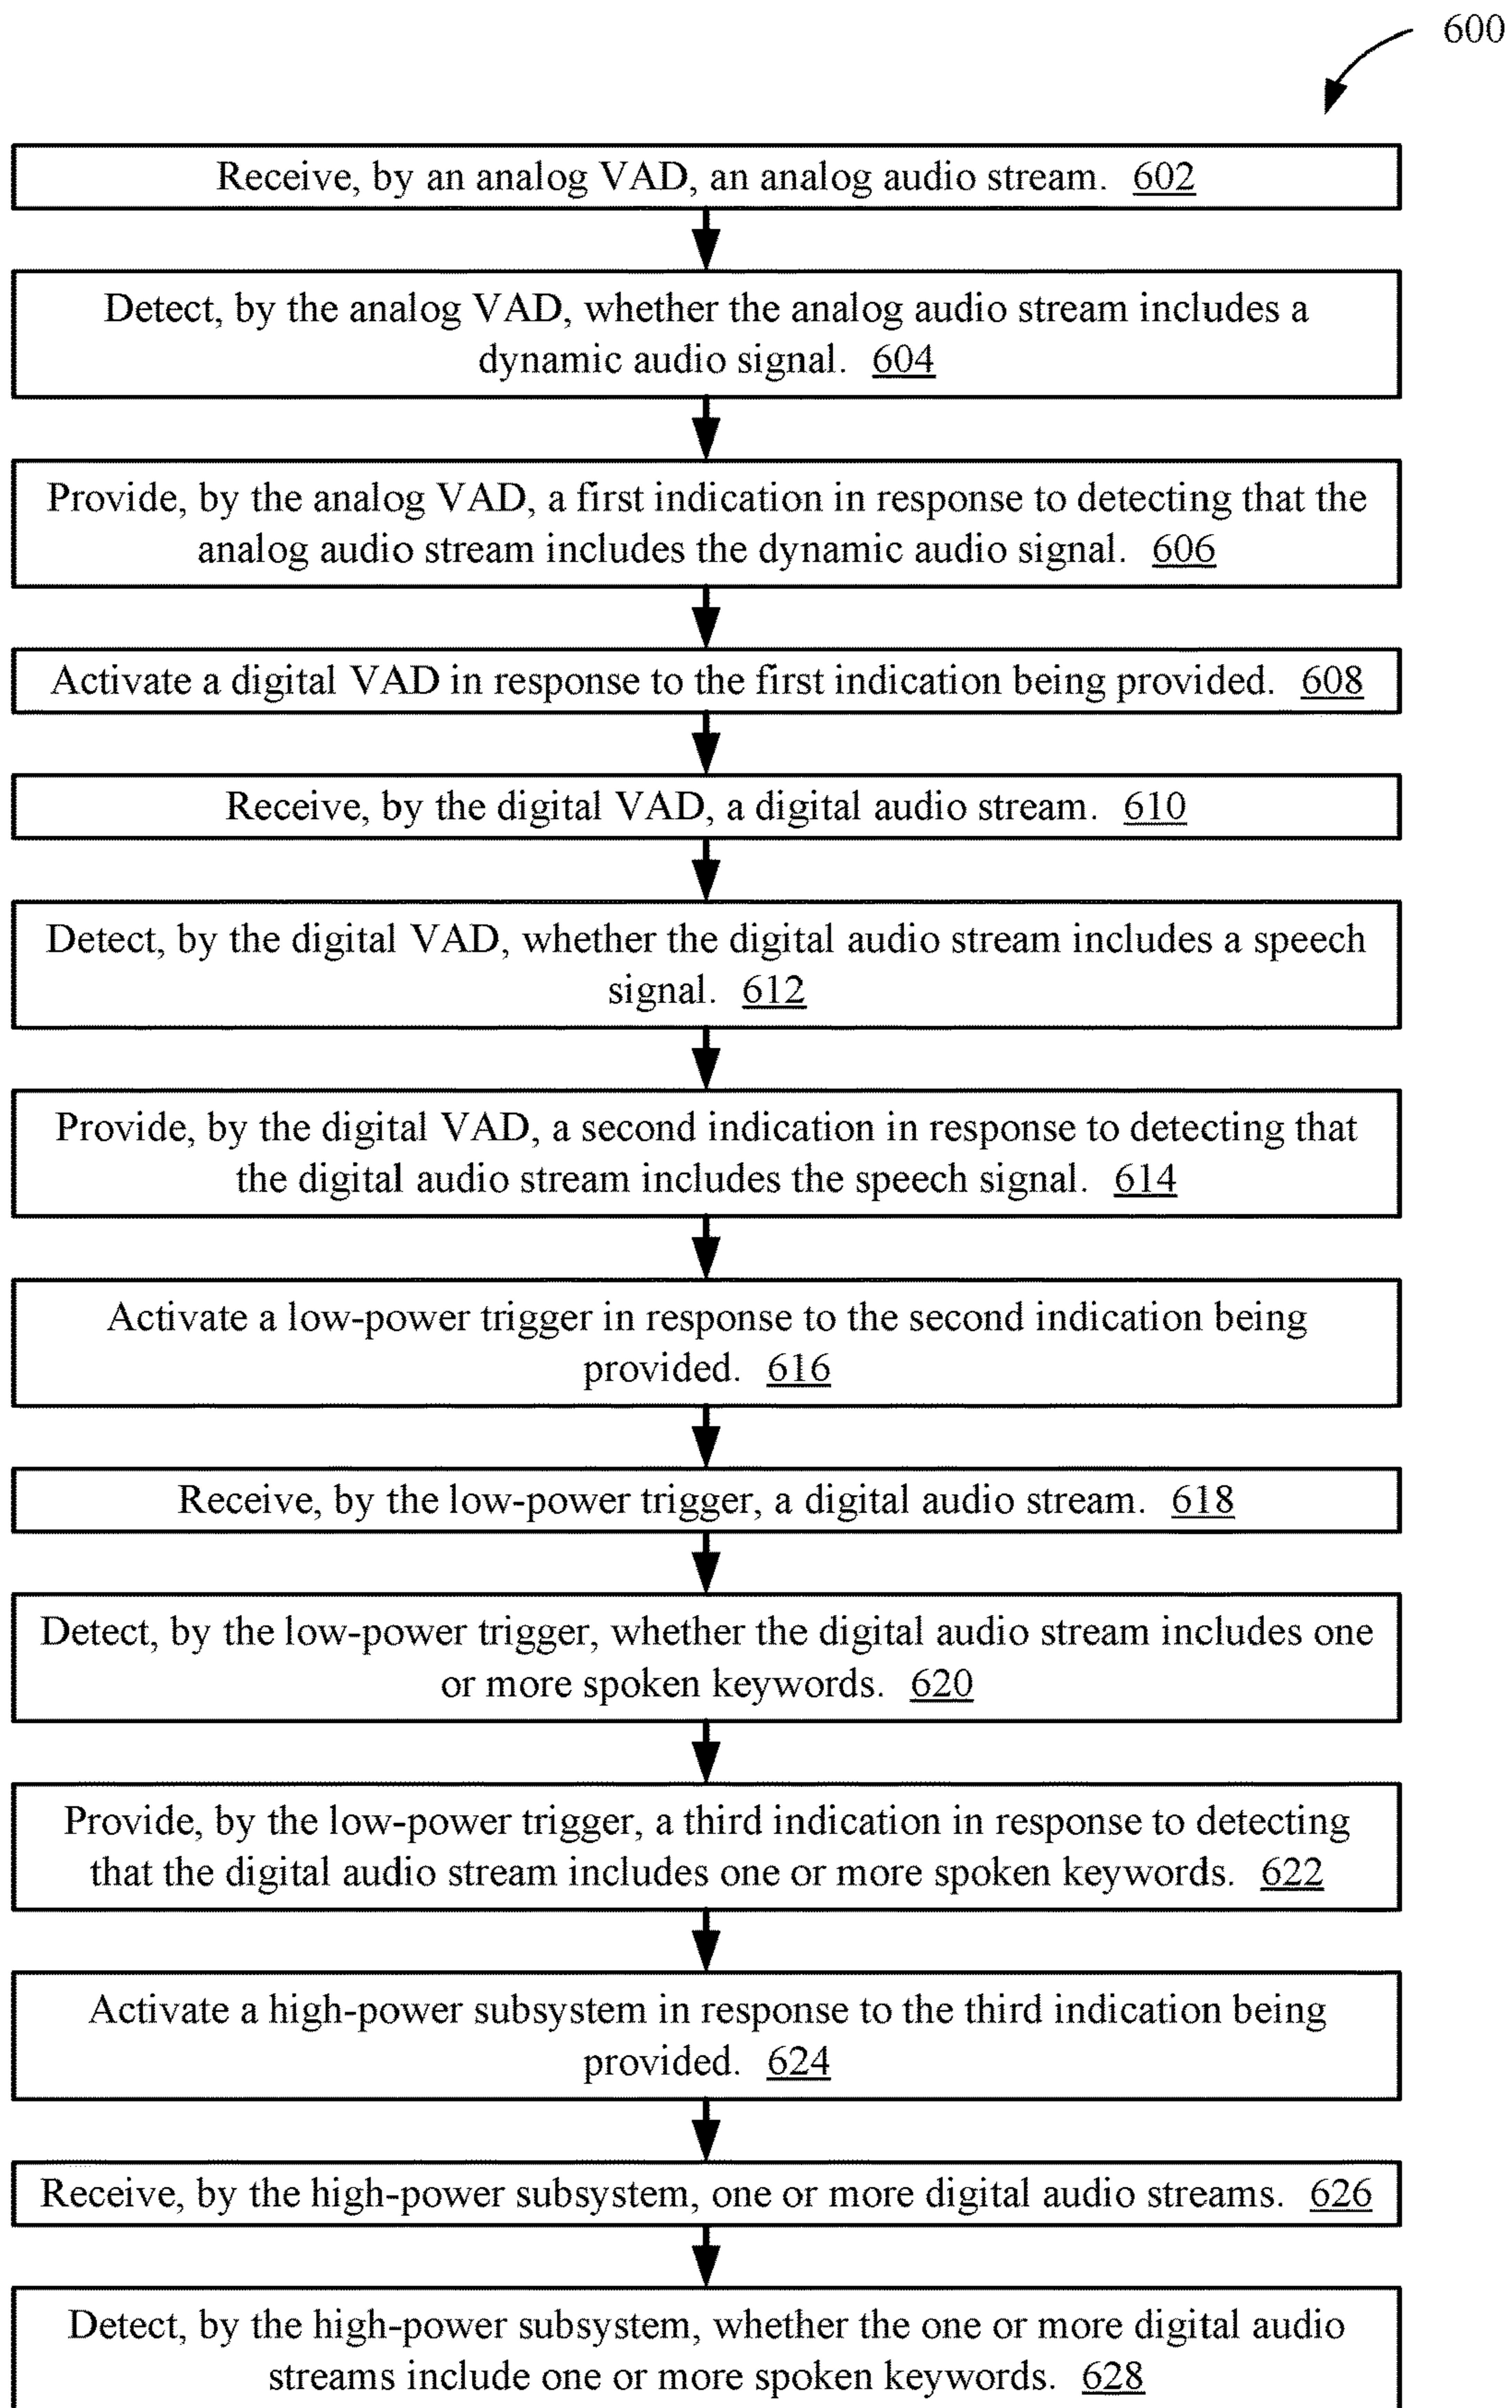 600
Receive, by an analog VAD, an analog audio stream. 602
Detect, by the analog VAD, whether the analog audio stream includes a
dynamic audio signal. 604
Provide, by the analog VAD, a first indication in response to detecting that the
analog audio stream includes the dynamic audio signal. 606
Activate a digital VAD in response to the first indication being provided. 608
Receive, by the digital VAD, a digital audio stream. 610
Detect, by the digital VAD, whether the digital audio stream includes a speech
signal. 612
Provide, by the digital VAD, a second indication in response to detecting that
the digital audio stream includes the speech signal. 614
Activate a low-power trigger in response to the second indication being
provided. 616
Receive, by the low-power trigger, a digital audio stream. 618
Detect, by the low-power trigger, whether the digital audio stream includes one
or more spoken keywords. 620
Provide, by the low-power trigger, a third indication in response to detecting
that the digital audio stream includes one or more spoken keywords. 622
Activate a high-power subsystem in response to the third indication being
provided. 624
Receive, by the high-power subsystem, one or more digital audio streams. 626
Detect, by the high-power subsystem, whether the one or more digital audio
streams include one or more spoken keywords. 628